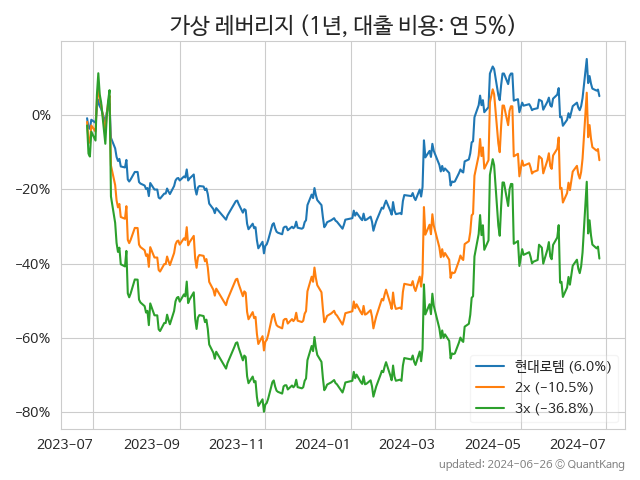 가상 레버리지 (1년, 대출 비용: 연 5%)
0%
−20%
−40%
−60%
−80%
현대로템 (6.0%)
2x (−10.5%)
3x (−36.8%)
2023-07 2023-09 2023-11 2024-01 2024-03 2024-05 2024-07
updated: 2024-06-26 © QuantKang